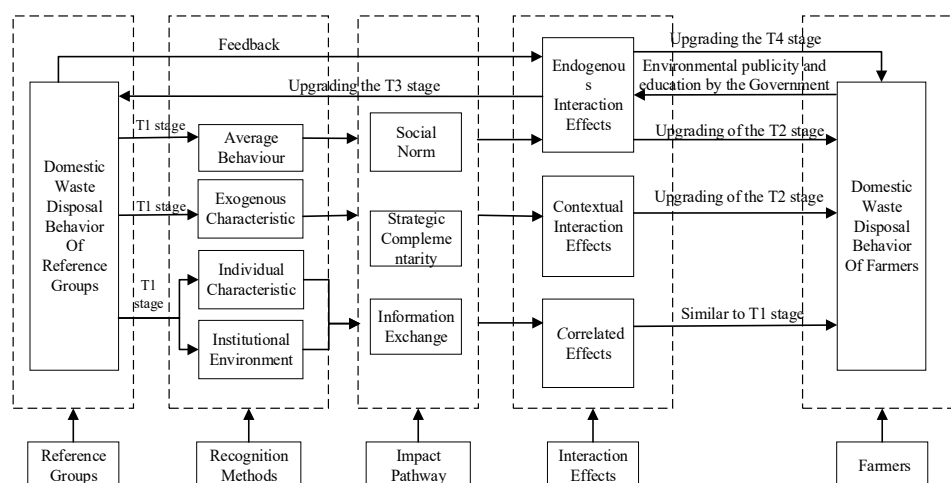 Feedback
Upgrading the T3 stage
Upgrading the T4 stage
Environmental publicity and
education by the Government
Domestic
Waste
Disposal
Behavior
Of
Reference
Groups
T1 stage
T1 stage
T1
stage
Average
Behaviour
Exogenous
Characteristic
Individual
Characteristic
Institutional
Environment
Social
Norm
Strategic
Compleme
ntarity
Information
Exchange
Endogenou
s
Interaction
Effects
Contextual
Interaction
Effects
Correlated
Effects
Upgrading of the T2 stage
Upgrading of the T2 stage
Similar to T1 stage
Domestic
Waste
Disposal
Behavior
Of Farmers
Reference
Groups
Recognition
Methods
Impact
Pathway
Interaction
Effects
Farmers